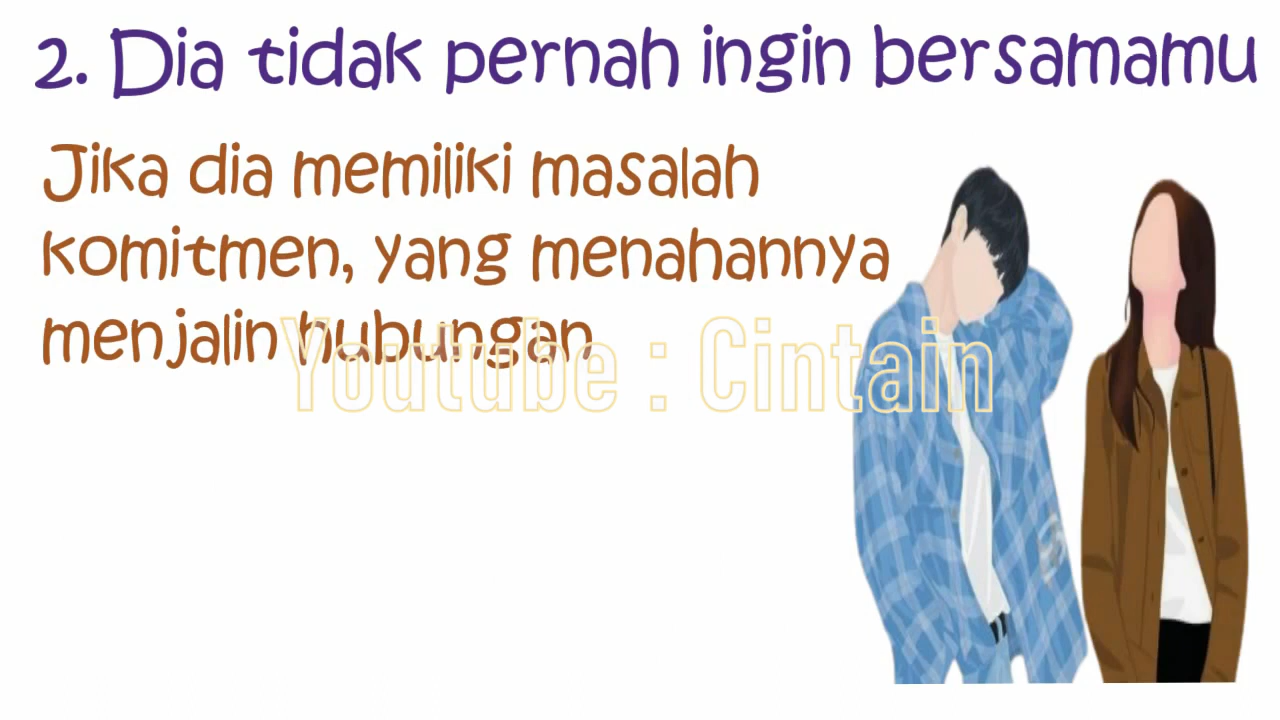 2. Dia tidak pernah ingin bersamamu
Jika dia memiliki masalah
komitmen, yang menahannya
menjalin hubungan
Youtube : Cintain